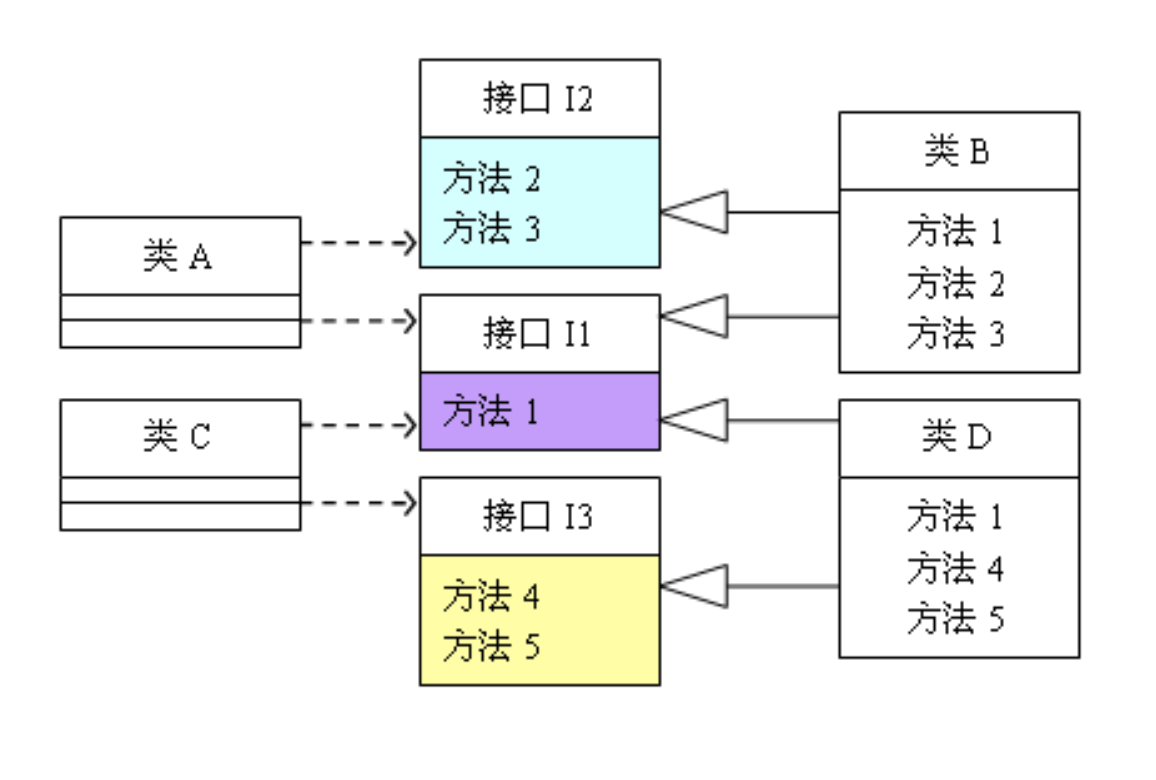 类 A
类 C
接口 I2
方法 2
方法 3
接口 I1
方法 1
接口 I3
方法 4
方法 5
类 B
方法 1
方法 2
方法 3
类 D
方法 1
方法 4
方法 5